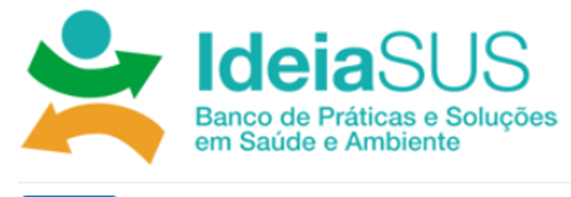 IdeiaSUS
Banco de Práticas e Soluções
em Saúde e Ambiente